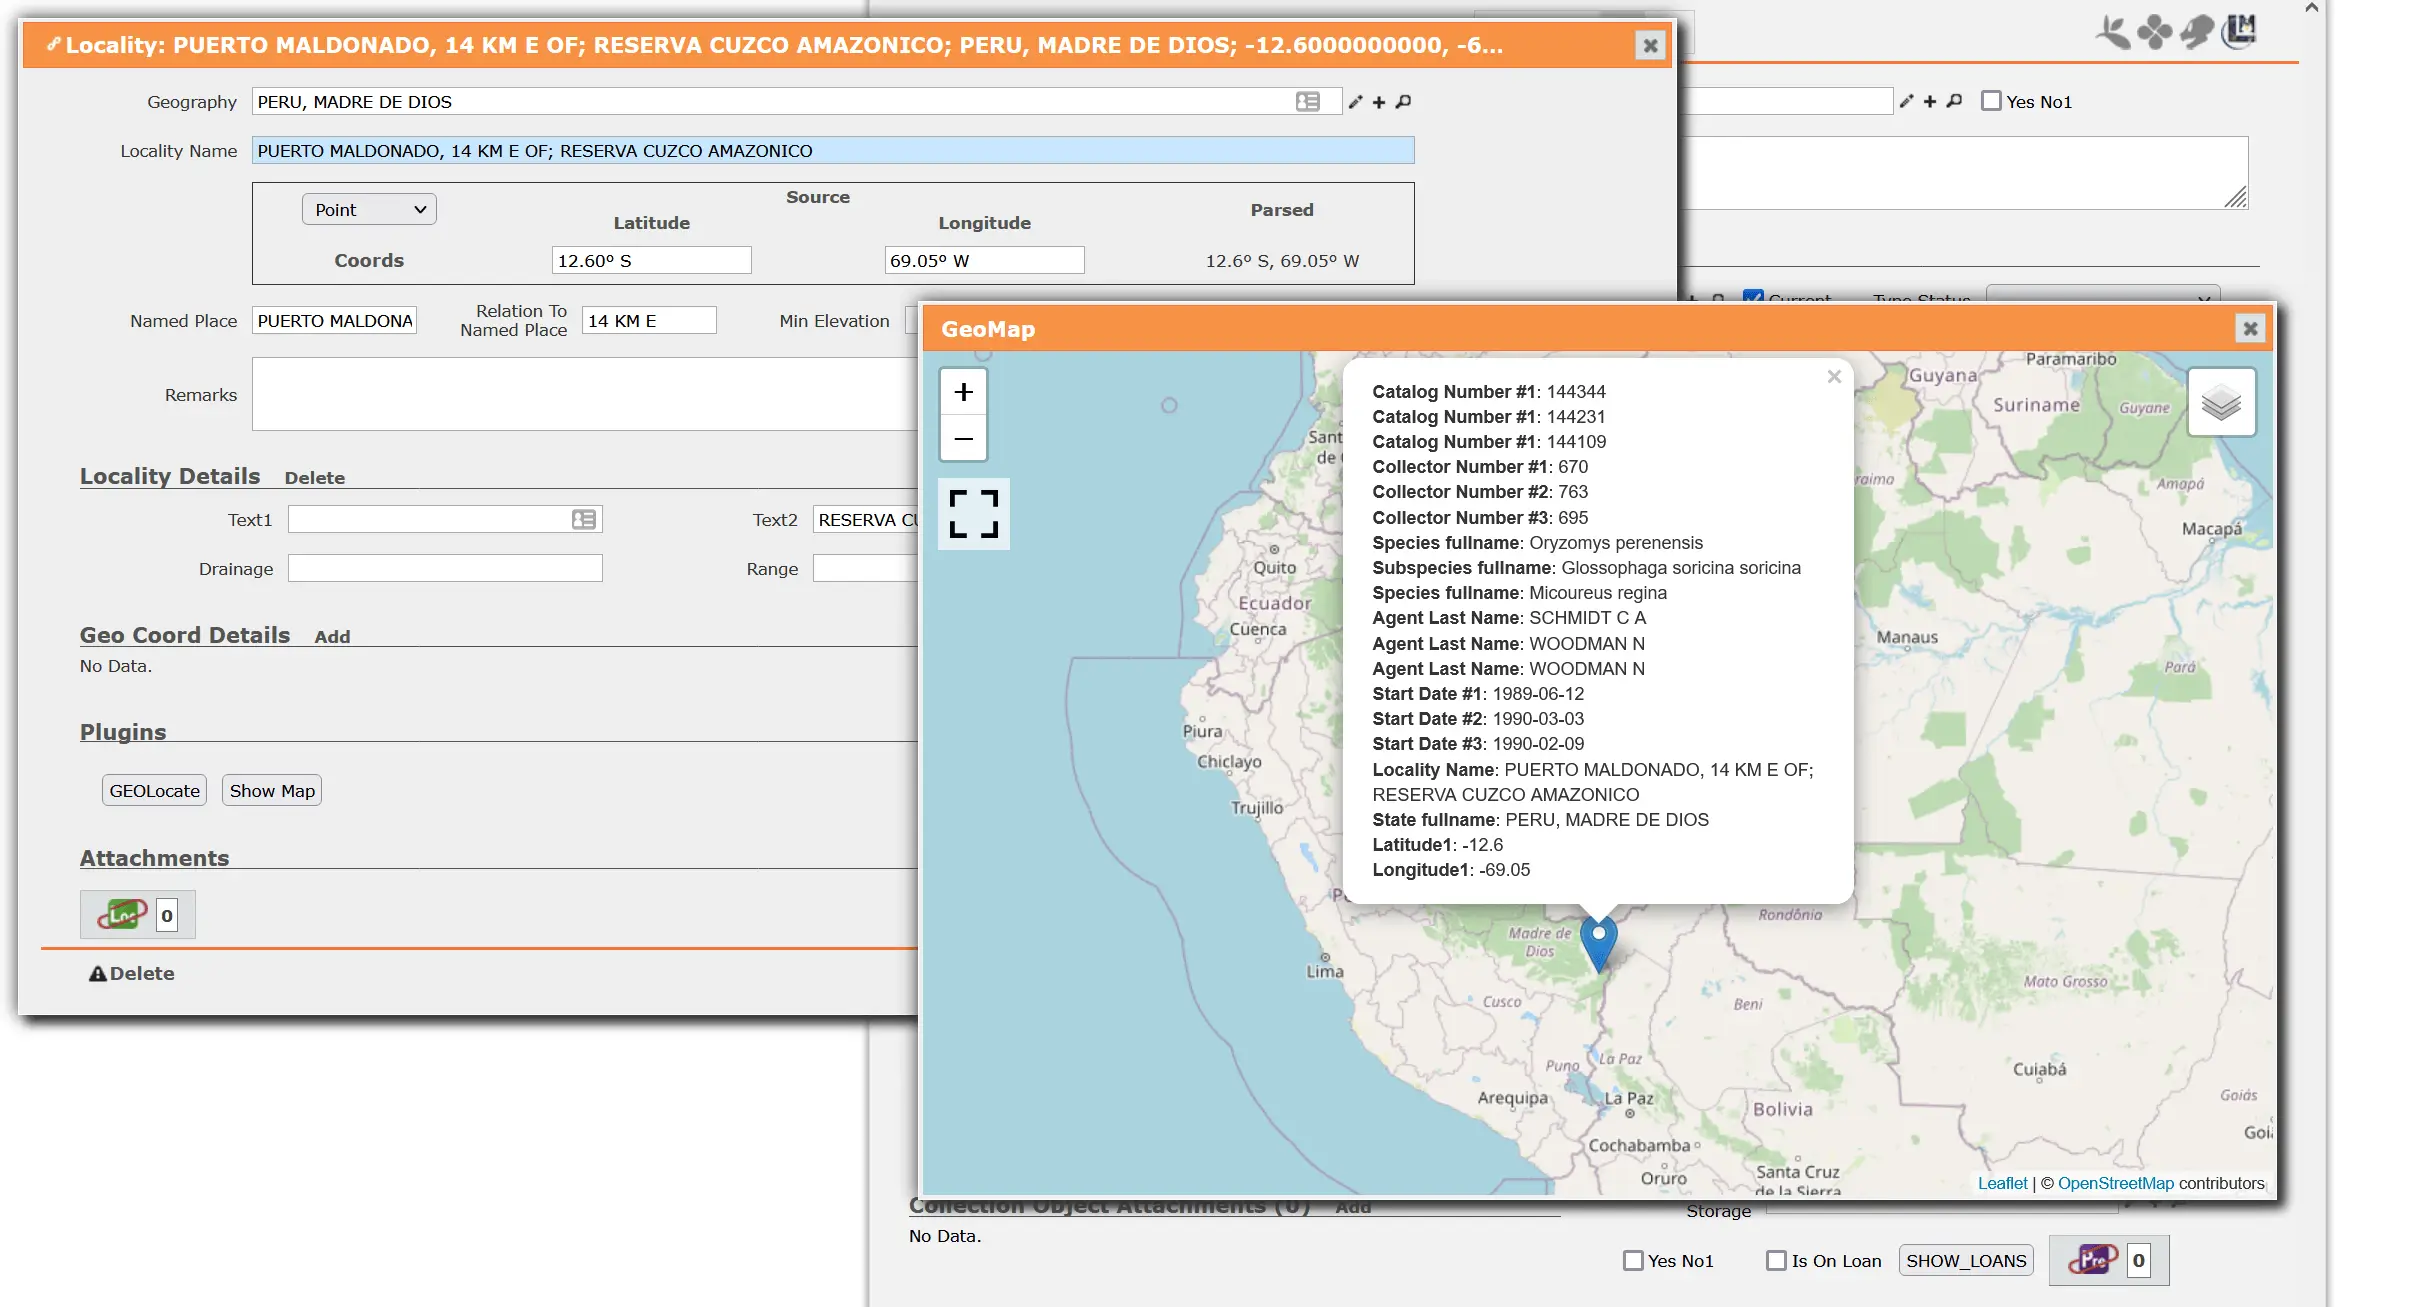 Locality: PUERTO MALDONADO, 14 KM E OF; RESERVA CUZCO AMAZONICO; PERU, MADRE DE DIOS; -12.6000000000, -6...
Geography
PERU, MADRE DE DIOS
Yes No1
Locality Name
PUERTO MALDONADO, 14 KM E OF; RESERVA CUZCO AMAZONICO
Point
Source
Latitude
Longitude
Parsed
Coords
12.60° S
69.05° W
12.6° S, 69.05° W
Current
Type Status
Named Place
PUERTO MALDONA
Relation To
Named Place
14 KM E
Min Elevation
Remarks
Locality Details
Delete
Text1
Text2
RESERVA CU
Drainage
Range
Geo Coord Details
Add
No Data.
Plugins
GEOLocate
Show Map
Attachments
Loc
0
Delete
GeoMap
+
−
Catalog Number #1: 144344
Catalog Number #1: 144231
Catalog Number #1: 144109
Collector Number #1: 670
Collector Number #2: 763
Collector Number #3: 695
Species fullname: Oryzomys perenensis
Subspecies fullname: Glossophaga soricina soricina
Species fullname: Micoureus regina
Agent Last Name: SCHMIDT C A
Agent Last Name: WOODMAN N
Agent Last Name: WOODMAN N
Start Date #1: 1989-06-12
Start Date #2: 1990-03-03
Start Date #3: 1990-02-09
Locality Name: PUERTO MALDONADO, 14 KM E OF;
RESERVA CUZCO AMAZONICO
State fullname: PERU, MADRE DE DIOS
Latitude1: -12.6
Longitude1: -69.05
Paramaribo
Guyana
Suriname
Guyane
Sant
de
raima
Amapá
Macapá
Quito
Ecuador
Cuenca
Manaus
Pará
Piura
Chiclayo
Trujillo
Rondônia
Madre de
Dios
Lima
Cusco
Beni
Mato Grosso
Puno
La Paz
Cuiabá
Arequipa
La Paz
Bolivia
Goiás
Goi
Cochabamba
Oruro
Santa Cruz
de la Sierra
Leaflet | © OpenStreetMap contributors
Collection Object Attachments (0)
Add
No Data.
Storage
Yes No1
Is On Loan
SHOW_LOANS
Pre
0